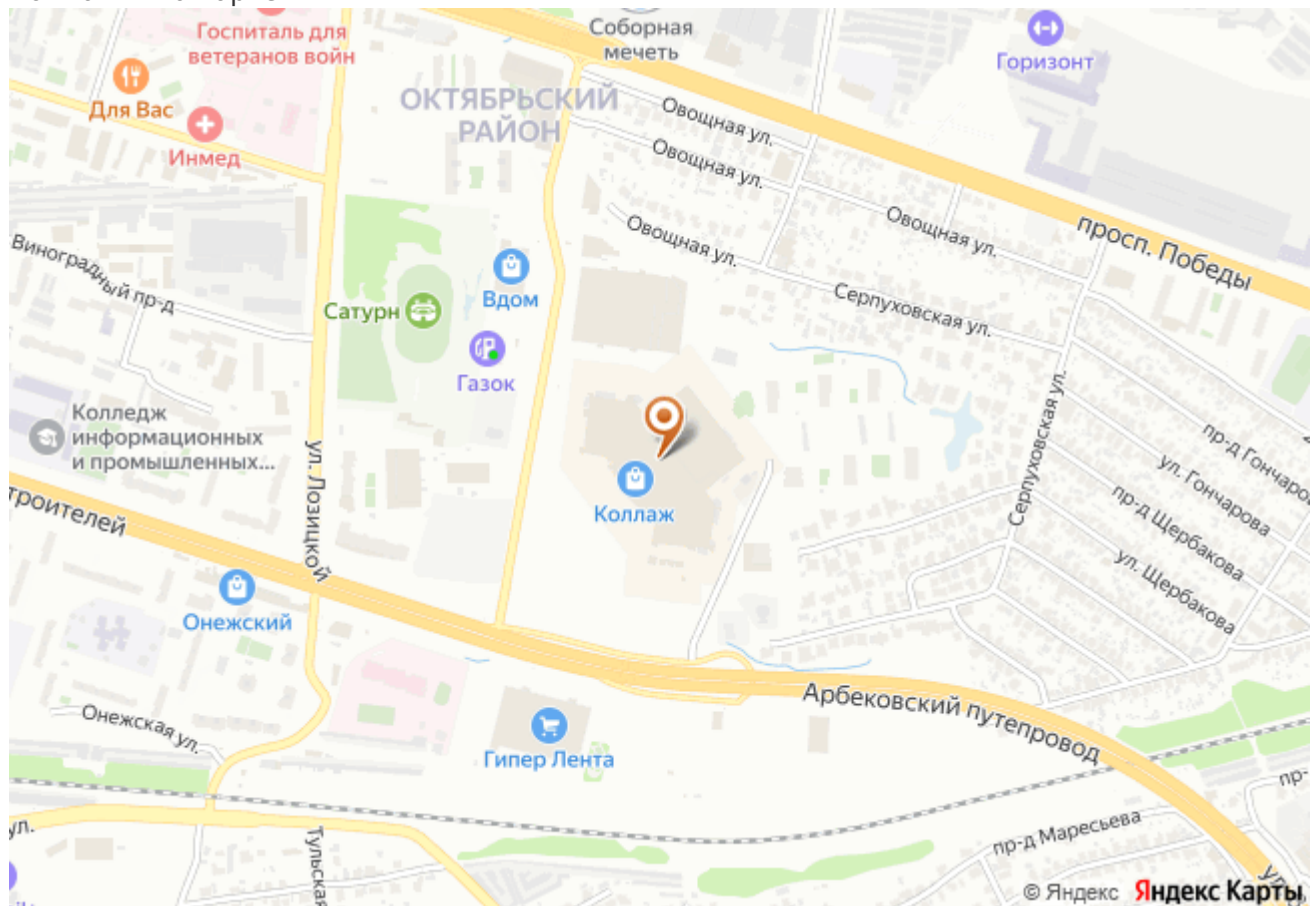 Госпиталь для
ветеранов войн
Соборная
мечеть
Горизонт
Для Вас
ОКТЯБРЬСКИЙ
РАЙОН
Инмед
Овощная ул.
Овощная ул.
Овощная ул.
Овощная ул.
просп. Победы
Виноградный пр-д
Вдом
Сатурн
Серпуховская ул.
Газок
Колледж
информационных
и промышленных...
ул. Лозицкой
Серпуховская ул.
пр-д Гончаро
ул. Гончарова
пр-д Щербакова
ул. Щербакова
Коллаж
троителей
Онежский
Арбековский путепровод
Онежская ул.
Гипер Лента
пр-
ул.
Тульская
пр-д Маресьева
© Яндекс Яндекс Карты